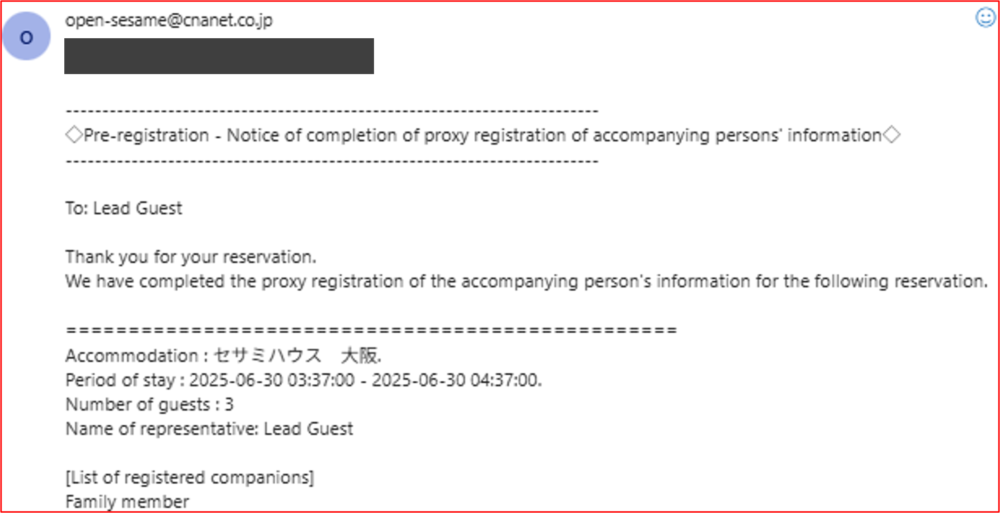 open-sesame@cnanet.co.jp
O
--------------------------------------------------------------------------
◇Pre-registration - Notice of completion of proxy registration of accompanying persons' information◇
--------------------------------------------------------------------------
To: Lead Guest
Thank you for your reservation.
We have completed the proxy registration of the accompanying person's information for the following reservation.
=================================================
Accommodation : セサミハウス　大阪.
Period of stay : 2025-06-30 03:37:00 - 2025-06-30 04:37:00.
Number of guests : 3
Name of representative: Lead Guest
[List of registered companions]
Family member